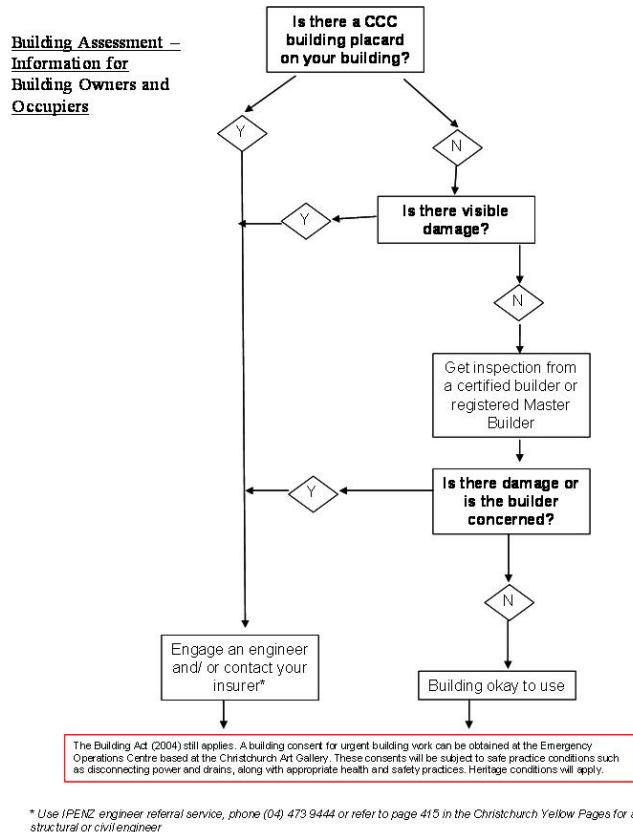 Building Assessment –
Information for
Building Owners and
Occupiers
Is there a CCC
building placard
on your building?
Y
N
Is there visible
damage?
Y
N
Get inspection from
a certified builder or
registered Master
Builder
Is there damage or
is the builder
concerned?
Y
N
Engage an engineer
and/ or contact your
insurer*
Building okay to use
The Building Act (2004) still applies. A building consent for urgent building work can be obtained at the Emergency
Operations Centre based at the Christchurch Art Gallery. These consents will be subject to safe practice conditions such
as disconnecting power and drains, along with appropriate health and safety practices. Heritage conditions will apply.
* Use IPENZ engineer referral service, phone (04) 473 9444 or refer to page 415 in the Christchurch Yellow Pages for a
structural or civil engineer